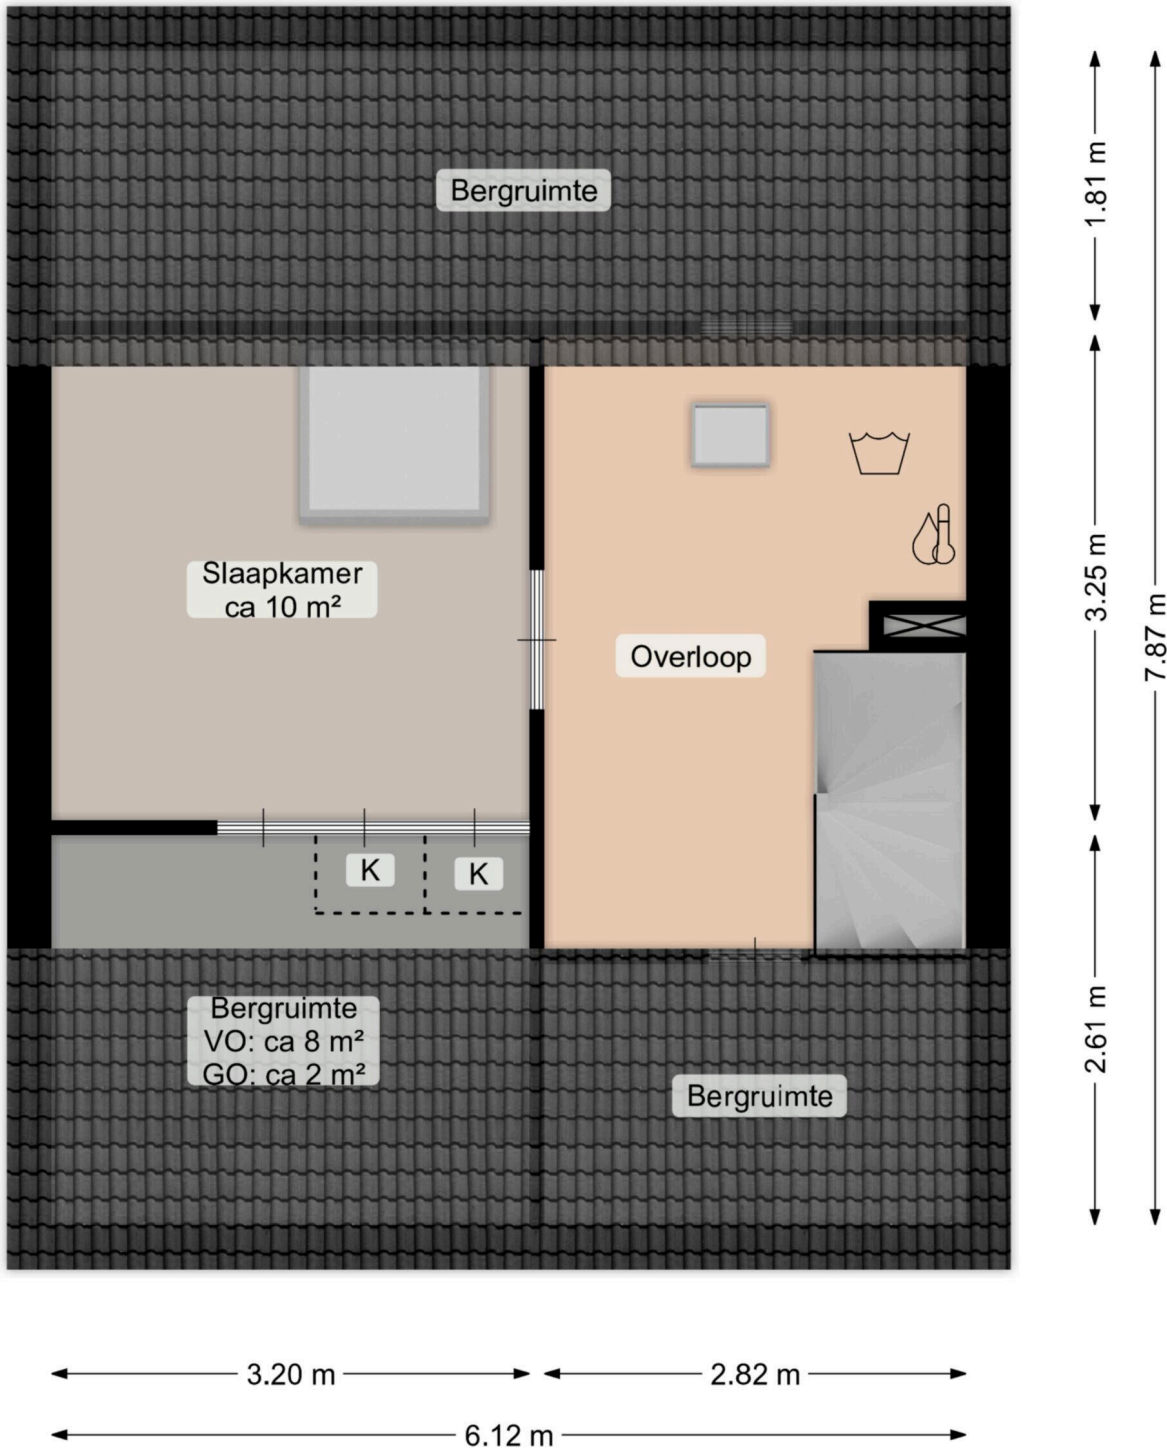 Bergruimte
1.81 m
Slaapkamer
ca 10 m²
3.25 m
7.87 m
Overloop
K
K
Bergruimte
VO: ca 8 m²
GO: ca 2 m²
2.61 m
Bergruimte
3.20 m
2.82 m
6.12 m